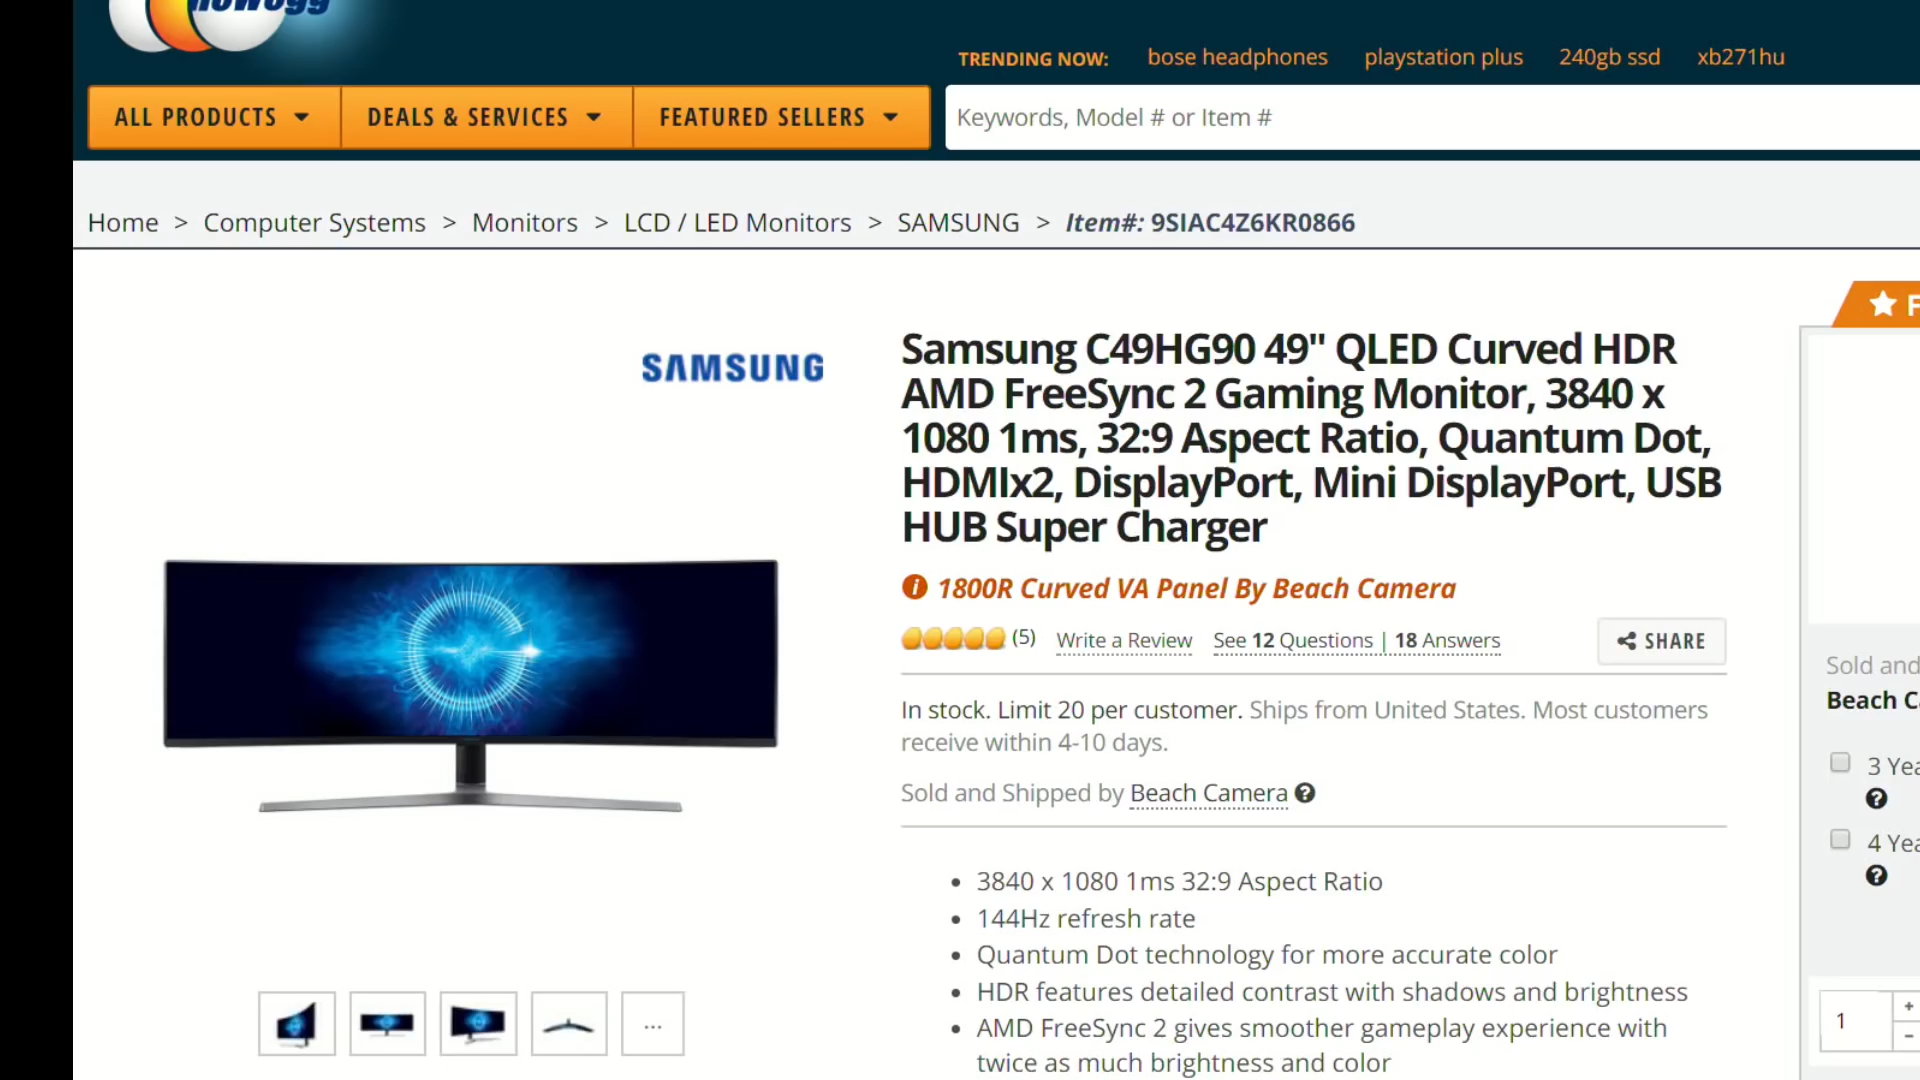 TRENDING NOW: bose headphones playstation plus 240gb ssd xb271hu
ALL PRODUCTS DEALS & SERVICES FEATURED SELLERS Keywords, Model # or Item #
Home > Computer Systems > Monitors > LCD / LED Monitors > SAMSUNG > Item#: 9SIAC4Z6KR0866
SAMSUNG
Samsung C49HG90 49" QLED Curved HDR
AMD FreeSync 2 Gaming Monitor, 3840 x
1080 1ms, 32:9 Aspect Ratio, Quantum Dot,
HDMIx2, DisplayPort, Mini DisplayPort, USB
HUB Super Charger
1800R Curved VA Panel By Beach Camera
(5) Write a Review See 12 Questions | 18 Answers SHARE
In stock. Limit 20 per customer. Ships from United States. Most customers
receive within 4-10 days.
Sold and Shipped by Beach Camera
• 3840 x 1080 1ms 32:9 Aspect Ratio
• 144Hz refresh rate
• Quantum Dot technology for more accurate color
• HDR features detailed contrast with shadows and brightness
• AMD FreeSync 2 gives smoother gameplay experience with
twice as much brightness and color
...
F
Sold and
Beach C
3 Yea
4 Yea
1 +
-